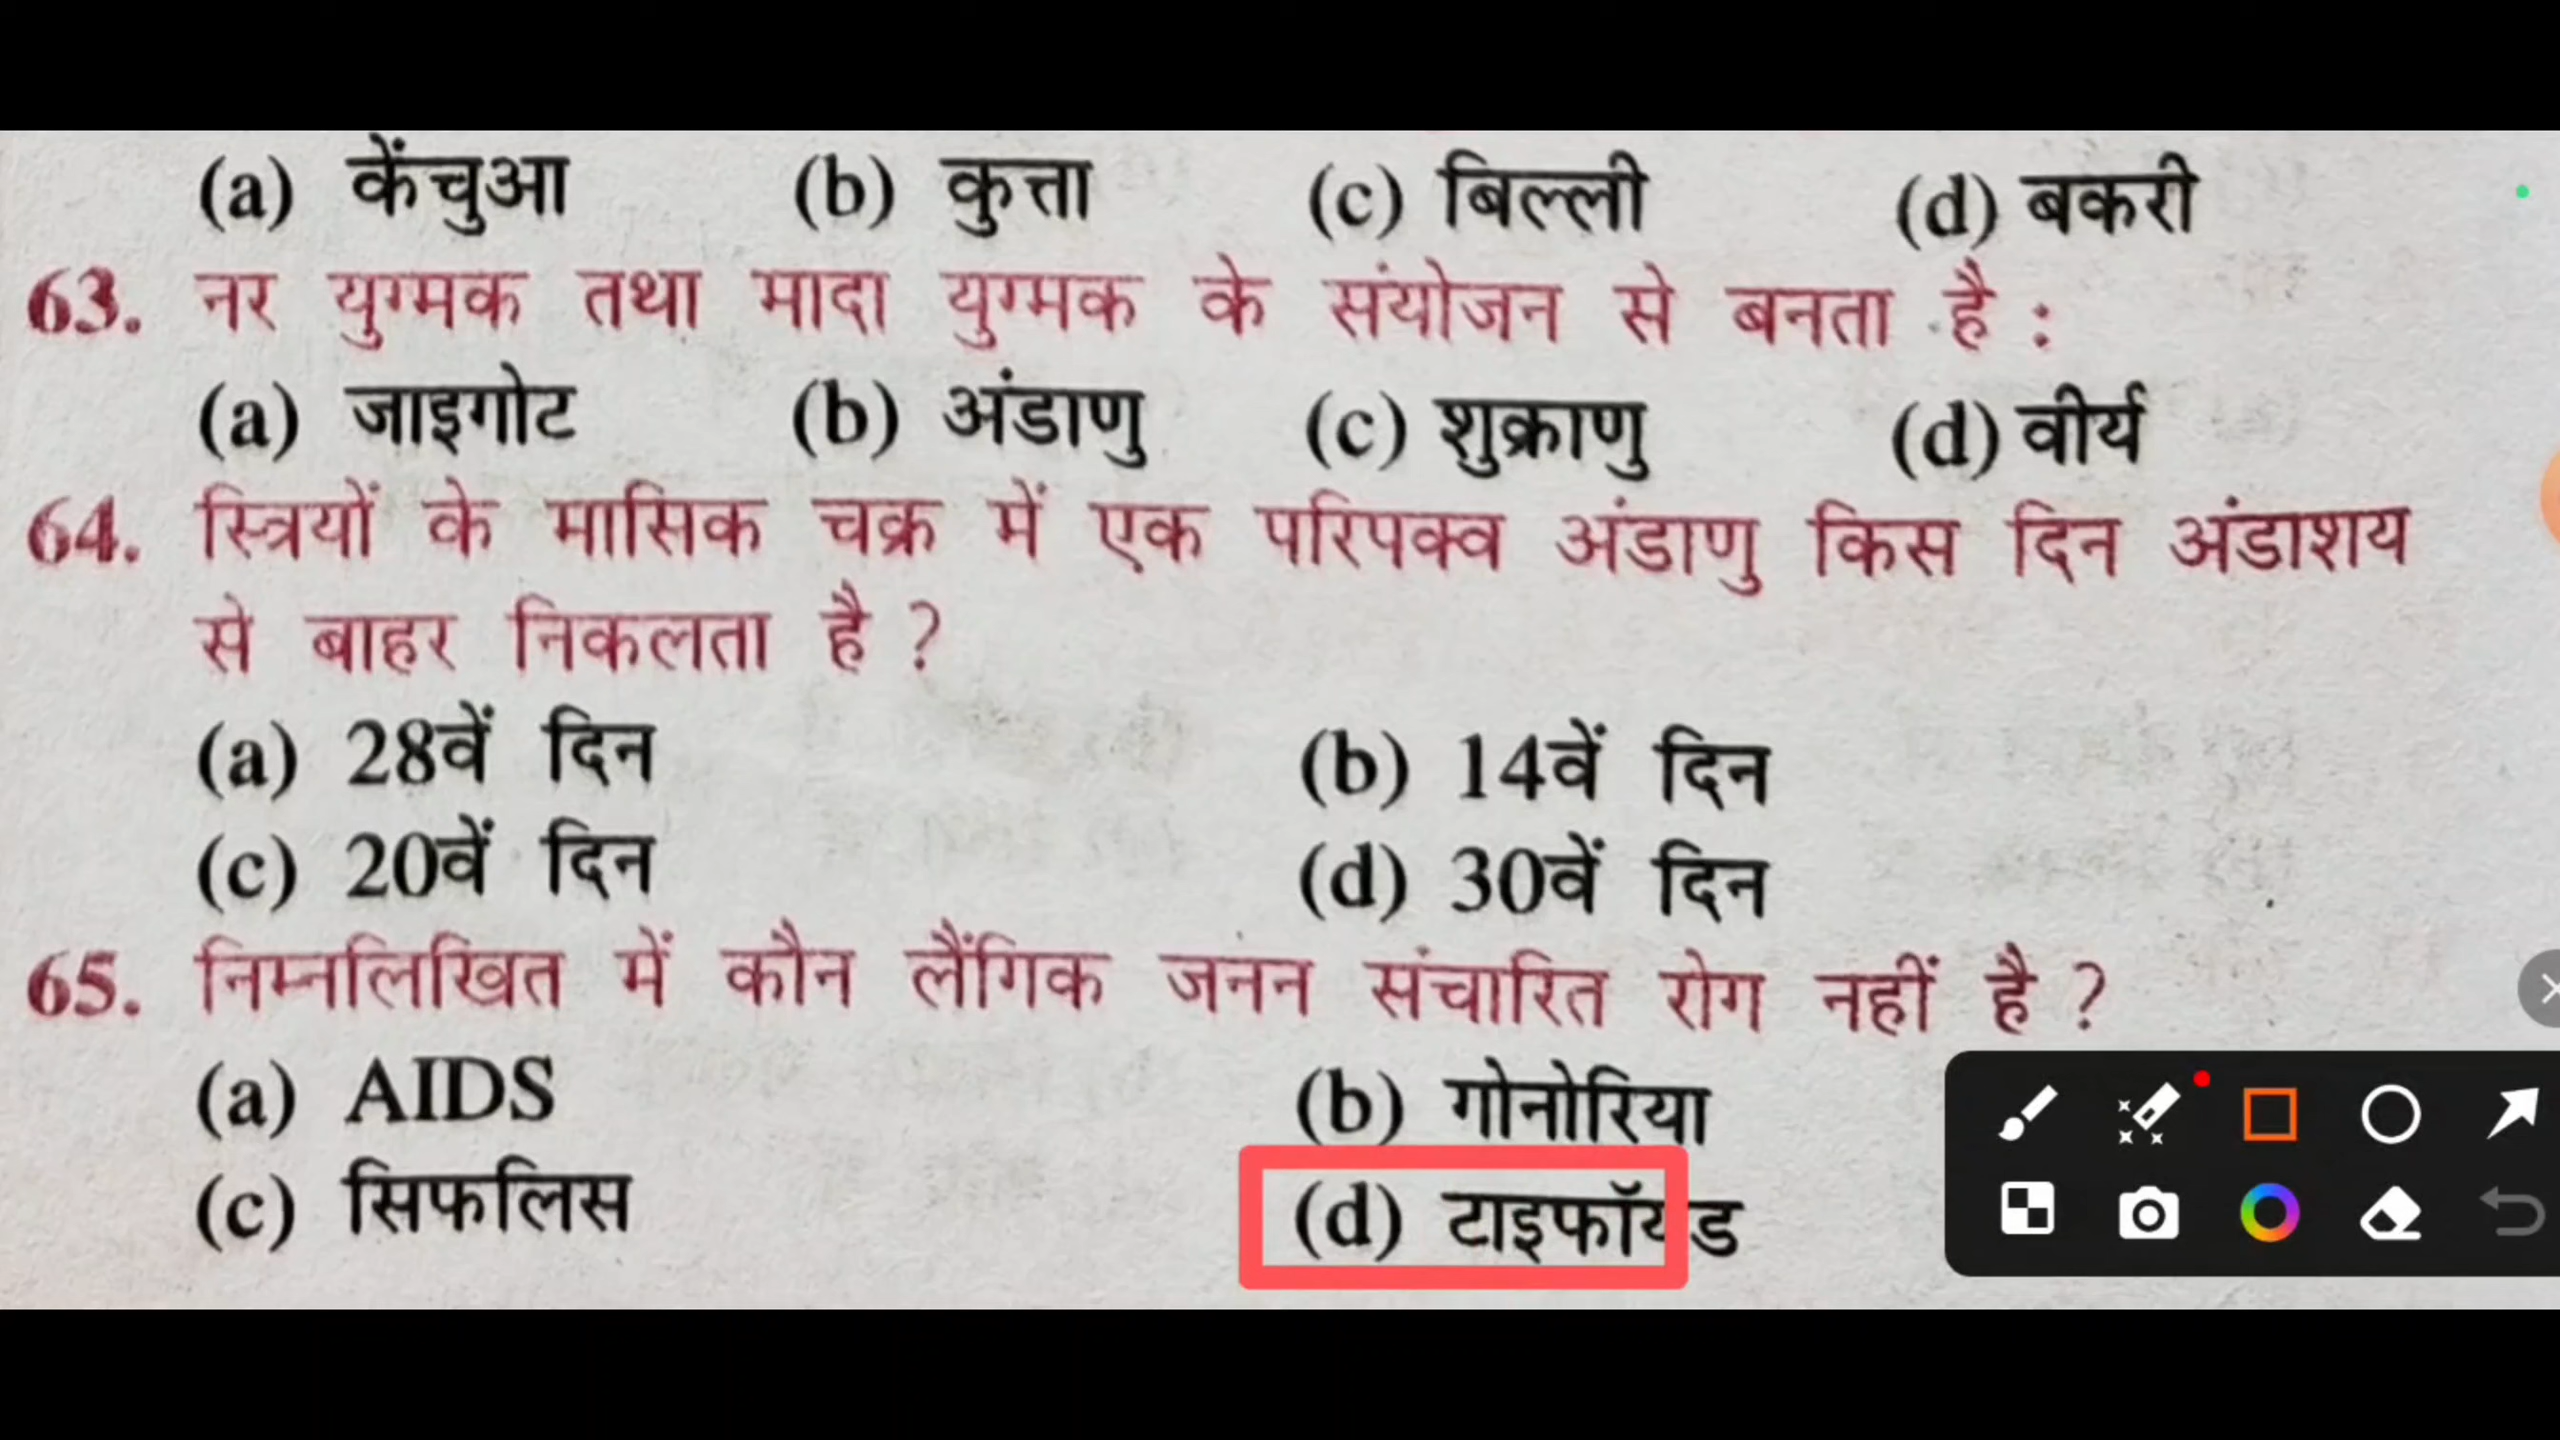 (a) केंचुआ (b) कुत्ता (c) बिल्ली (d) बकरी
63. नर युग्मक तथा मादा युग्मक के संयोजन से बनता है :
(a) जाइगोट (b) अंडाणु (c) शुक्राणु (d) वीर्य
64. स्त्रियों के मासिक चक्र में एक परिपक्व अंडाणु किस दिन अंडाशय
से बाहर निकलता है ?
(a) 28वें दिन (b) 14वें दिन
(c) 20वें दिन (d) 30वें दिन
65. निम्नलिखित में कौन लैंगिक जनन संचारित रोग नहीं है ?
(a) AIDS (b) गोनोरिया
(c) सिफलिस (d) टाइफॉयड